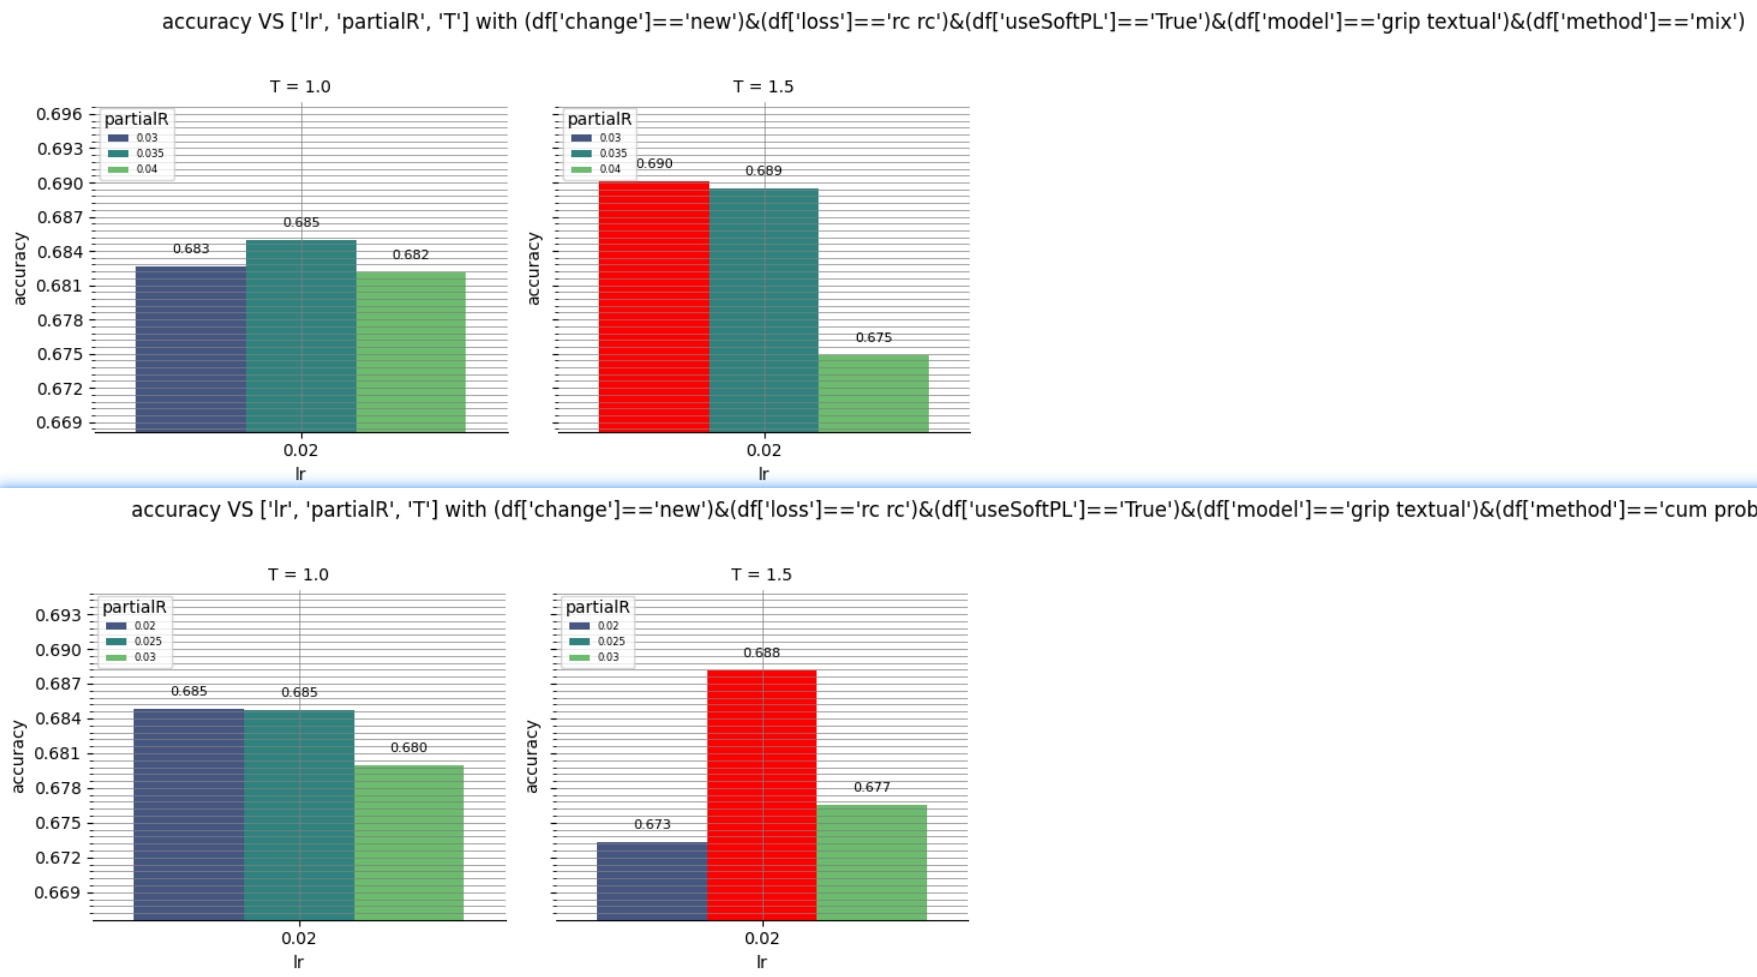 accuracy VS ['lr', 'partialR', 'T'] with (df['change']=='new')&(df['loss']=='rc rc')&(df['useSoftPL']=='True')&(df['model']=='grip textual')&(df['method']=='mix')
T = 1.0
partialR
0.03
0.035
0.04
0.696
0.693
0.690
0.687
0.684
0.681
0.678
0.675
0.672
0.669
accuracy
0.683
0.685
0.682
0.02
lr
T = 1.5
partialR
0.03
0.035
0.04
accuracy
0.690
0.689
0.675
0.02
lr
accuracy VS ['lr', 'partialR', 'T'] with (df['change']=='new')&(df['loss']=='rc rc')&(df['useSoftPL']=='True')&(df['model']=='grip textual')&(df['method']=='cum prob
T = 1.0
partialR
0.02
0.025
0.03
0.693
0.690
0.687
0.684
0.681
0.678
0.675
0.672
0.669
accuracy
0.685
0.685
0.680
0.02
lr
T = 1.5
partialR
0.02
0.025
0.03
accuracy
0.673
0.688
0.677
0.02
lr